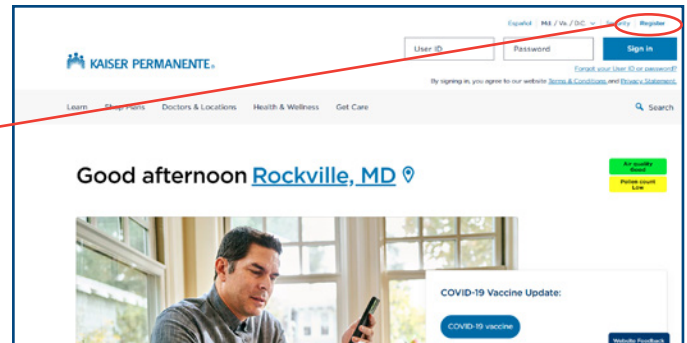 Español Md / Va / D.C. Security Register
User ID Password Sign in
KAISER PERMANENTE®
Forgot your User ID or password?
By signing in, you agree to our website Terms & Conditions and Privacy Statement.
Learn Shop Plans Doctors & Locations Health & Wellness Get Care Search
Good afternoon Rockville, MD
Air quality
Good
Pollen count
Low
COVID-19 Vaccine Update:
COVID-19 vaccine
Website Feedback